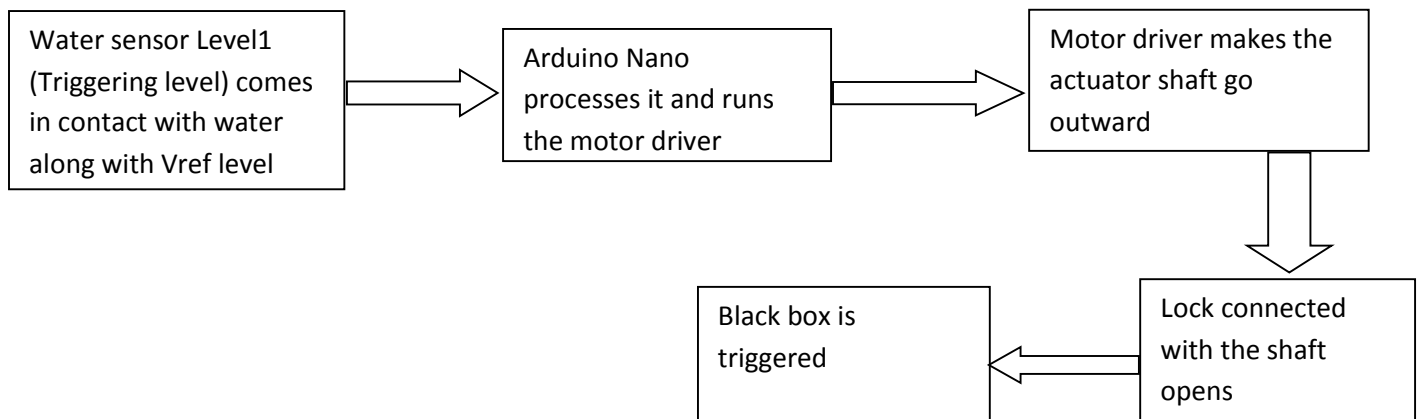 Water sensor Level1
(Triggering level) comes
in contact with water
along with Vref level
Arduino Nano
processes it and runs
the motor driver
Motor driver makes the
actuator shaft go
outward
Lock connected
with the shaft
opens
Black box is
triggered